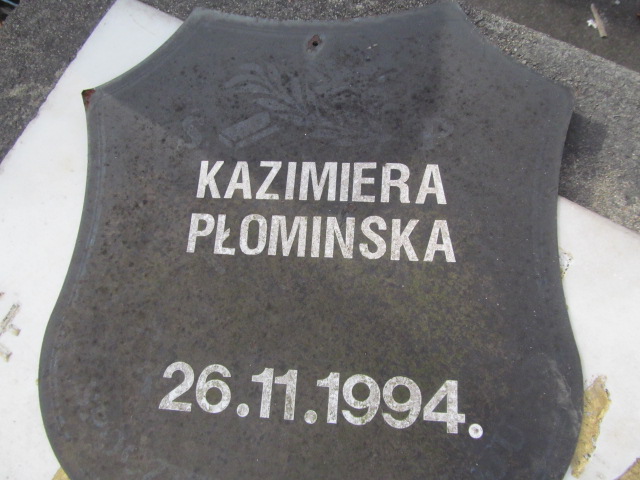 KAZIMIERA
PŁOMINSKA
26.11.1994.